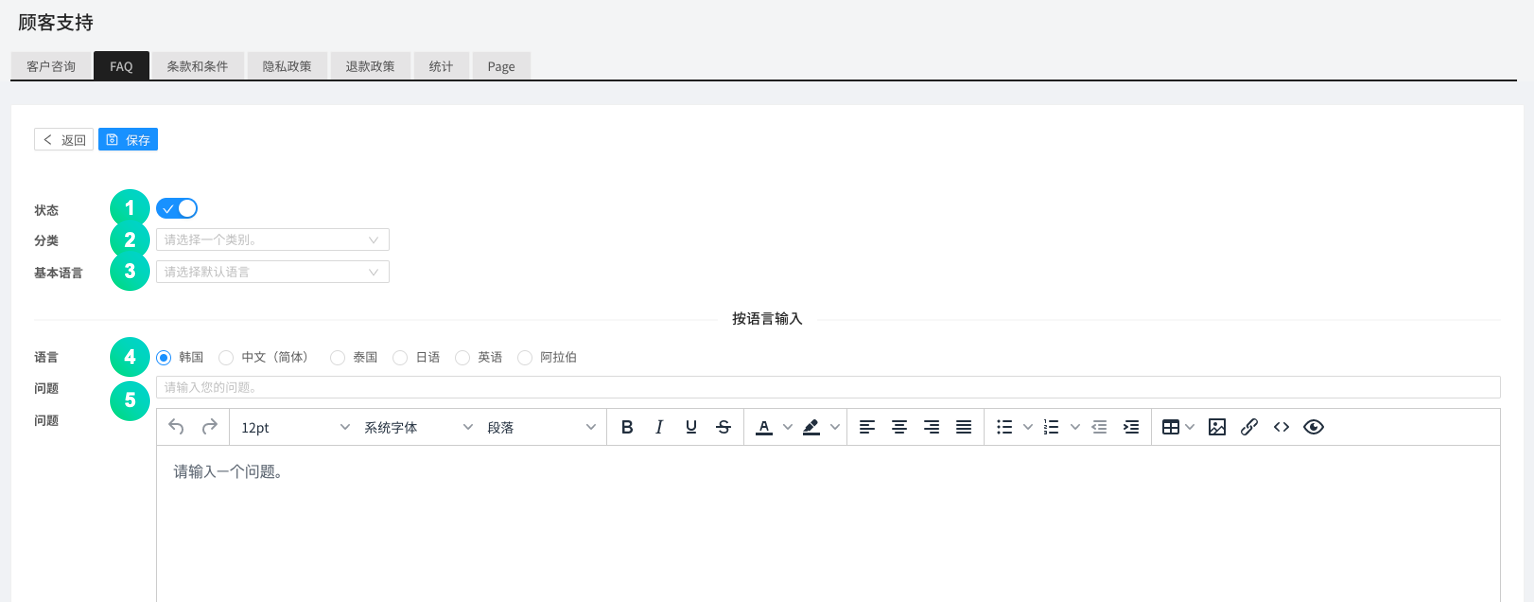 顾客支持
客户咨询 FAQ 条款和条件 隐私政策 退款政策 统计 Page
返回 保存
状态 1
分类 2 请选择一个类别。
基本语言 3 请选择默认语言
按语言输入
语言 4 韩国 中文（简体） 泰国 日语 英语 阿拉伯
问题 5 请输入您的问题。
问题 12pt 系统字体 段落
请输入一个问题。